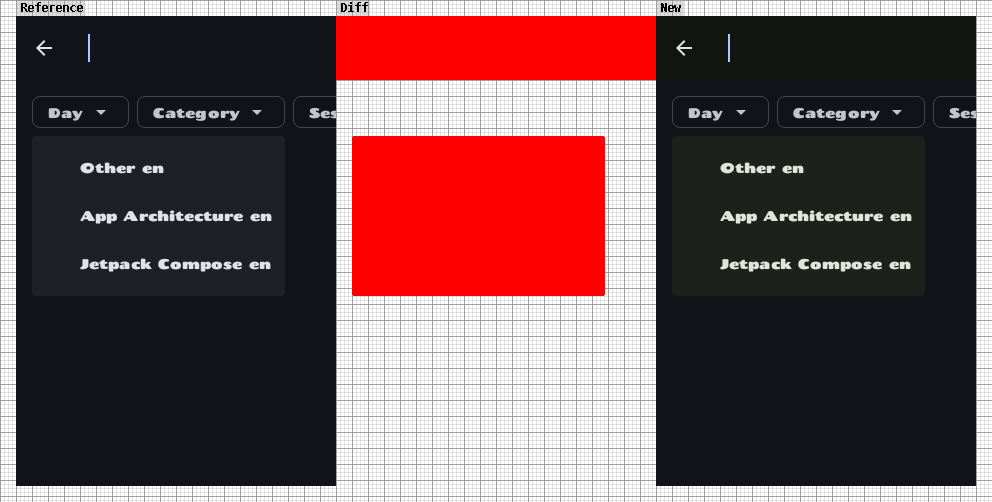 Reference Diff New
Day Category Ses Day Category Ses
Other en Other en
App Architecture en App Architecture en
Jetpack Compose en Jetpack Compose en